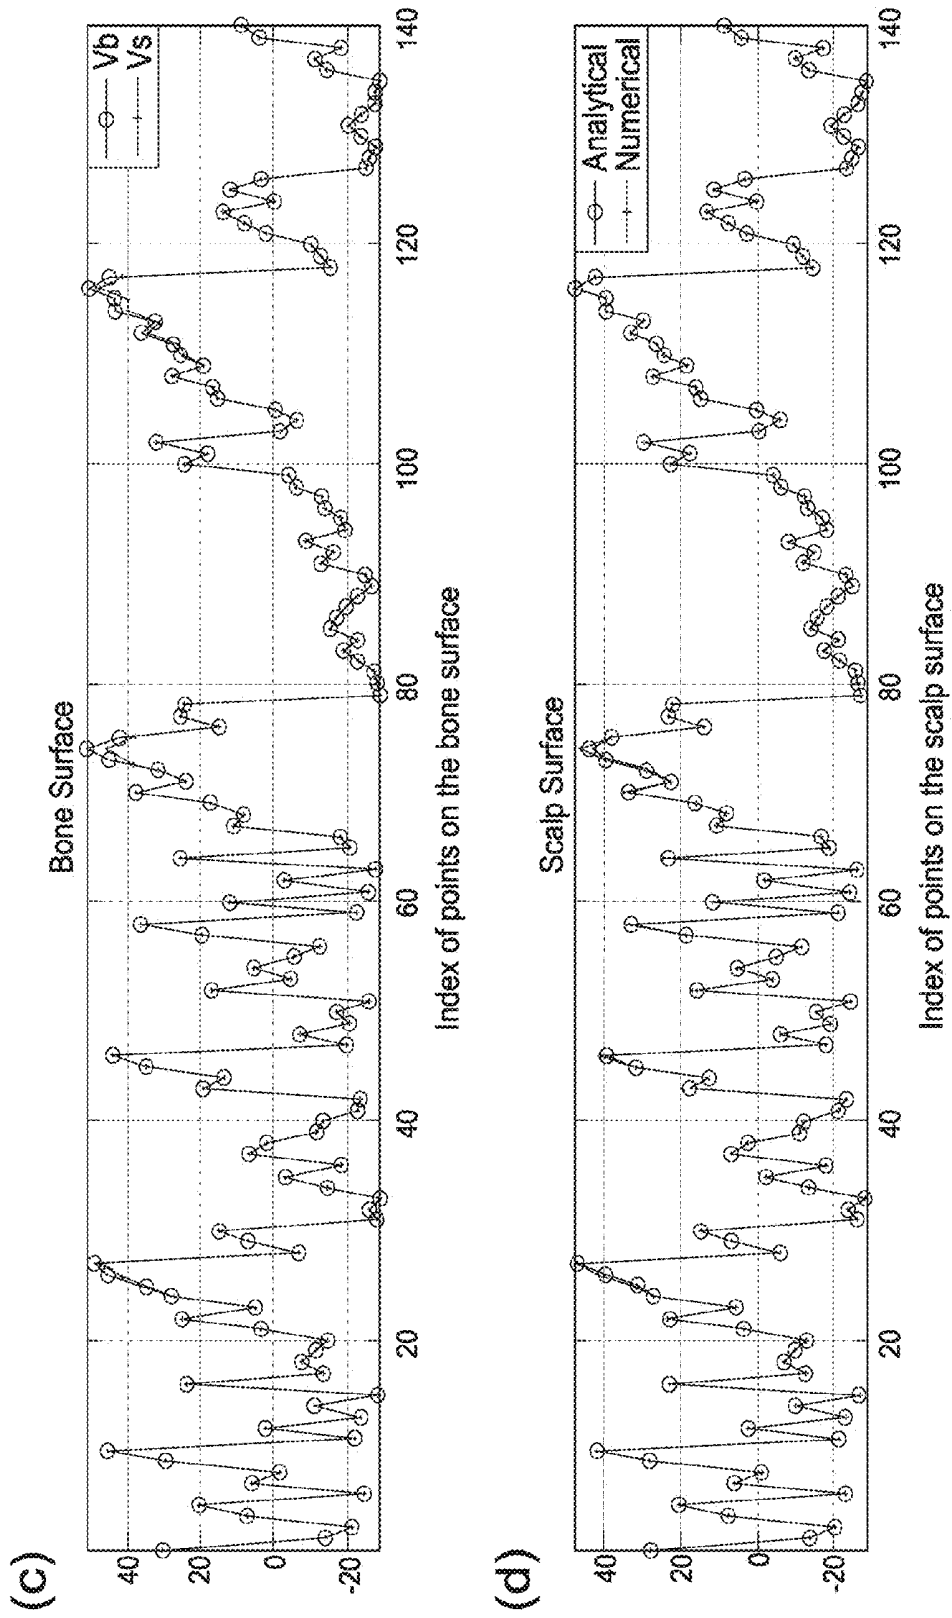 (c)
Bone Surface
Vb
Vs
40
20
0
-20
20
40
60
80
100
120
140
Index of points on the bone surface
(d)
Scalp Surface
Analytical
Numerical
40
20
0
-20
20
40
60
80
100
120
140
Index of points on the scalp surface